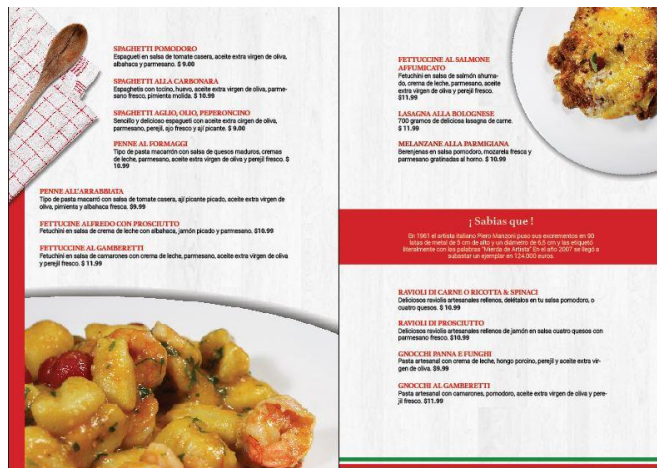 SPAGHETTI POMODORO
Espagueti en salsa de tomate casera, aceite extra virgen de oliva,
albahaca y parmesano. $ 9.00
SPAGHETTI ALLA CARBONARA
Espaghetis con tocino, huevo, aceite extra virgen de oliva, parme-
sano fresco, pimienta molida. $ 10.99
SPAGHETTI AGLIO, OLIO, PEPERONCINO
Sencillo y delicioso espagueti con aceite extra cirgen de oliva,
parmesano, perejil, ajo fresco y ají picante. $ 9.00
PENNE AL FORMAGGI
Tipo de pasta macarrón con salsa de quesos maduros, cremas
de leche, parmesano, aceite extra virgen de oliva y perejil fresco. $
10.99
PENNE ALL'ARRABBIATA
Tipo de pasta macarró con salsa de tomate casera, ají picante picado, aceite extra virgen de
oliva, pimienta y albahaca fresca. $9.99
FETTUCINE ALFREDO CON PROSCIUTTO
Fetuchini en salsa de crema de leche con albahaca, jamón picado y parmesano. $10.99
FETTUCCINE AL GAMBERETTI
Fetuchini en salsa de camarones con crema de leche, parmesano, aceite extra virgen de oliva
y perejil fresco. $ 11.99
FETTUCCINE AL SALMONE
AFFUMICATO
Fetuchini en salsa de salmón ahuma-
do, crema de leche, parmesano, aceite
extra virgen de oliva y perejil fresco.
$11.99
LASAGNA ALLA BOLOGNESE
700 gramos de deliciosa lasagna de carne.
$ 11.99
MELANZANE ALLA PARMIGIANA
Berenjenas en salsa pomodoro, mozarela fresca y
parmesano gratinadas al horno. $ 10.99
¡ Sabias que !
En 1961 el artista italiano Piero Manzoni puso sus excrementos en 90
latas de metal de 5 cm de alto y un diámetro de 6,5 cm y las etiquetó
literalmente con las palabras "Mierda de Artista" En el año 2007 se llegó a
subastar un ejemplar en 124.000 euros.
RAVIOLI DI CARNE O RICOTTA & SPINACI
Deliciosos raviolis artesanales rellenos, deléitalos en tu salsa pomodoro, o
cuatro quesos. $ 10.99
RAVIOLI DI PROSCIUTTO
Deliciosos raviolis artesanales rellenos de jamón en salsa cuatro quesos con
parmesano fresco. $10.99
GNOCCHI PANNA E FUNGHI
Pasta artesanal con crema de leche, hongo porcino, perejil y aceite extra vir-
gen de oliva. $9.99
GNOCCHI AL GAMBERETTI
Pasta artesanal con camarones, pomodoro, aceite extra virgen de oliva y pere-
jil fresco. $11.99